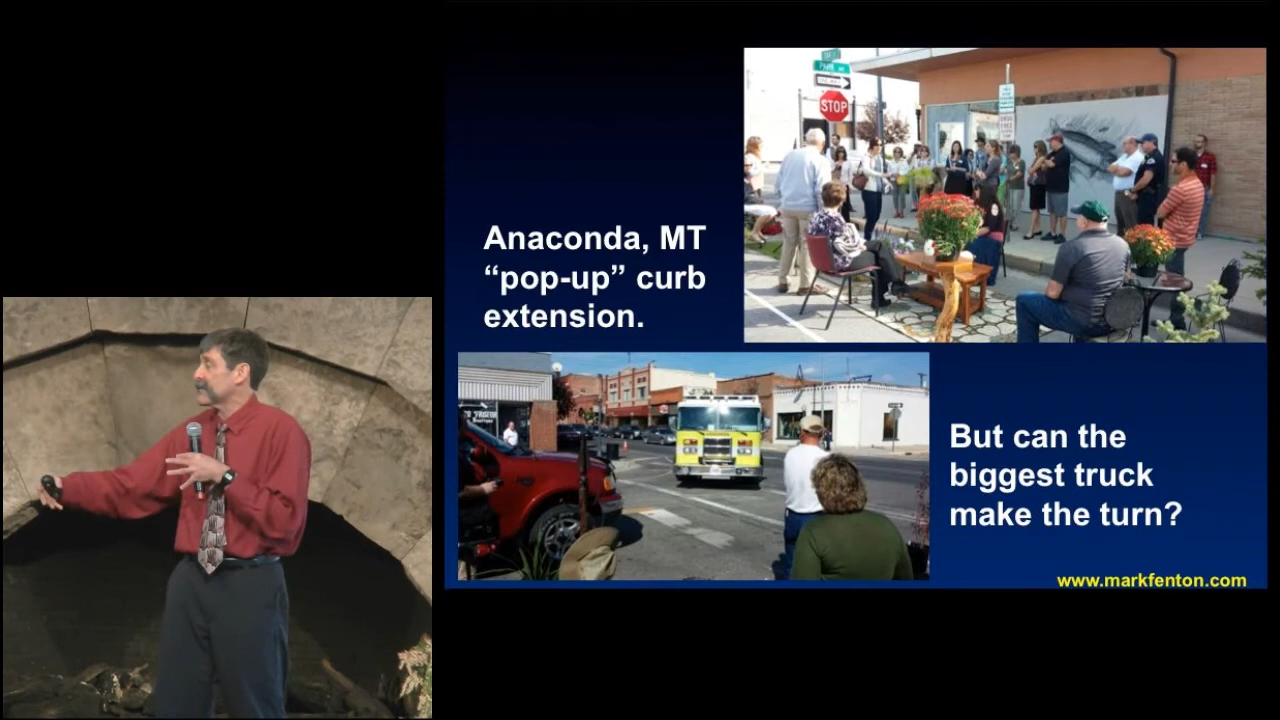 Anaconda, MT
“pop-up” curb
extension.
STOP
But can the
biggest truck
make the turn?
www.markfenton.com